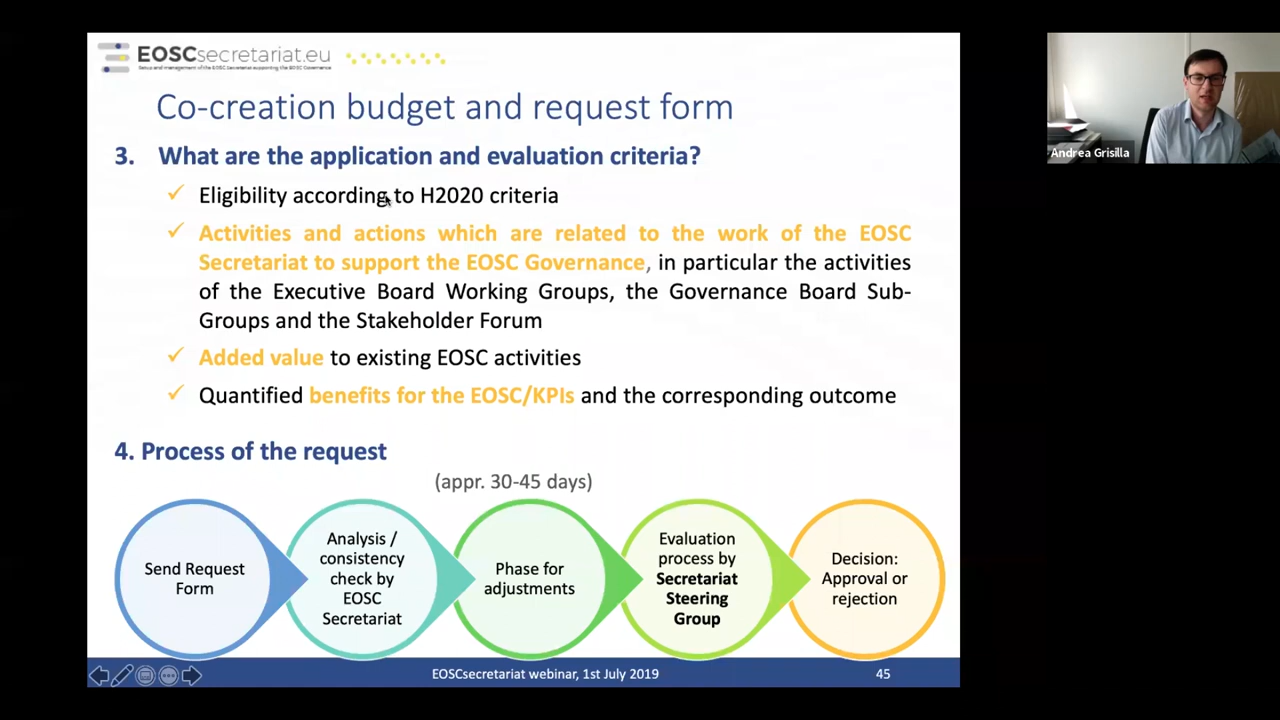 EOSCsecretariat.eu
Setup and management of the EOSC Secretariat supporting the EOSC Governance
Co-creation budget and request form
3. What are the application and evaluation criteria?
✓ Eligibility according to H2020 criteria
✓ Activities and actions which are related to the work of the EOSC
Secretariat to support the EOSC Governance, in particular the activities
of the Executive Board Working Groups, the Governance Board Sub-
Groups and the Stakeholder Forum
✓ Added value to existing EOSC activities
✓ Quantified benefits for the EOSC/KPIs and the corresponding outcome
4. Process of the request
(appr. 30-45 days)
Send Request
Form
Analysis /
consistency
check by
EOSC
Secretariat
Phase for
adjustments
Evaluation
process by
Secretariat
Steering
Group
Decision:
Approval or
rejection
EOSCsecretariat webinar, 1st July 2019
45
Andrea Grisilla